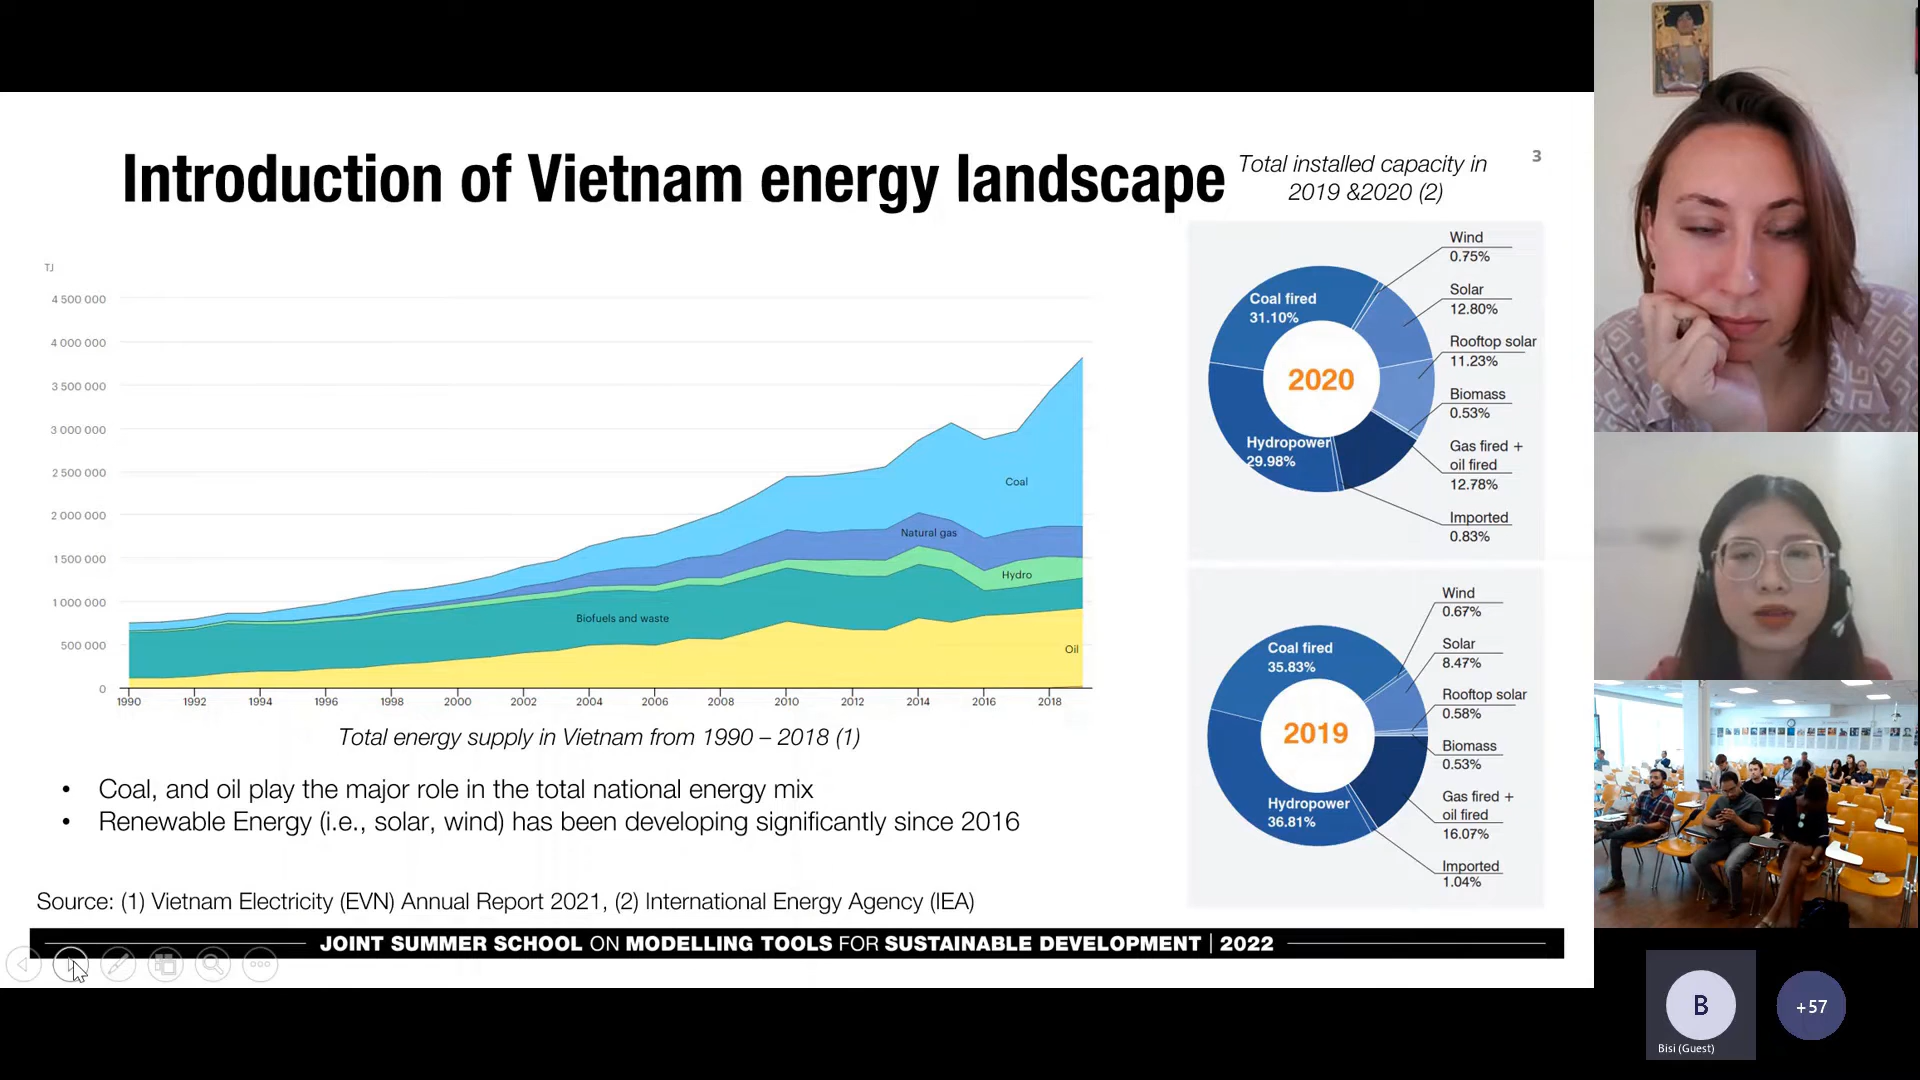 Introduction of Vietnam energy landscape
Total installed capacity in
2019 &2020 (2)
3
TJ
4 500 000
4 000 000
3 500 000
3 000 000
2 500 000
2 000 000
1 500 000
1 000 000
500 000
0
Coal
Natural gas
Hydro
Biofuels and waste
Oil
1990
1992
1994
1996
1998
2000
2002
2004
2006
2008
2010
2012
2014
2016
2018
Total energy supply in Vietnam from 1990 – 2018 (1)
• Coal, and oil play the major role in the total national energy mix
• Renewable Energy (i.e., solar, wind) has been developing significantly since 2016
Source: (1) Vietnam Electricity (EVN) Annual Report 2021, (2) International Energy Agency (IEA)
Coal fired
31.10%
2020
Hydropower
29.98%
Wind
0.75%
Solar
12.80%
Rooftop solar
11.23%
Biomass
0.53%
Gas fired +
oil fired
12.78%
Imported
0.83%
Coal fired
35.83%
2019
Hydropower
36.81%
Wind
0.67%
Solar
8.47%
Rooftop solar
0.58%
Biomass
0.53%
Gas fired +
oil fired
16.07%
Imported
1.04%
JOINT SUMMER SCHOOL ON MODELLING TOOLS FOR SUSTAINABLE DEVELOPMENT | 2022
B
Bisi (Guest)
+57